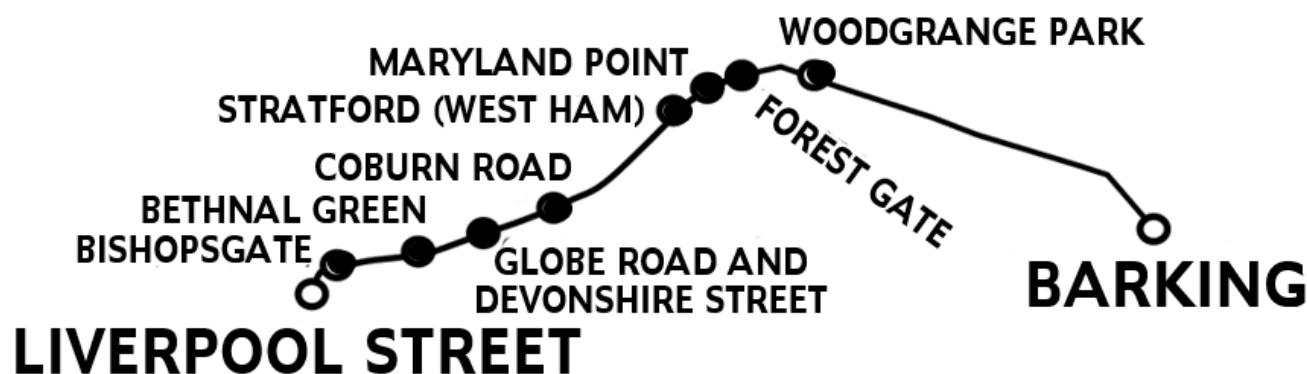 WOODGRANGE PARK
MARYLAND POINT
STRATFORD (WEST HAM)
FOREST GATE
COBURN ROAD
BETHNAL GREEN
BISHOPSGATE
GLOBE ROAD AND
DEVONSHIRE STREET
BARKING
LIVERPOOL STREET